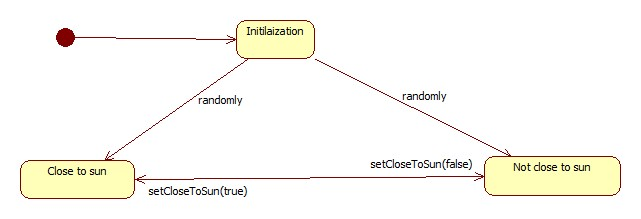 Initilaization
randomly
randomly
Close to sun
setCloseToSun(true)
setCloseToSun(false)
Not close to sun